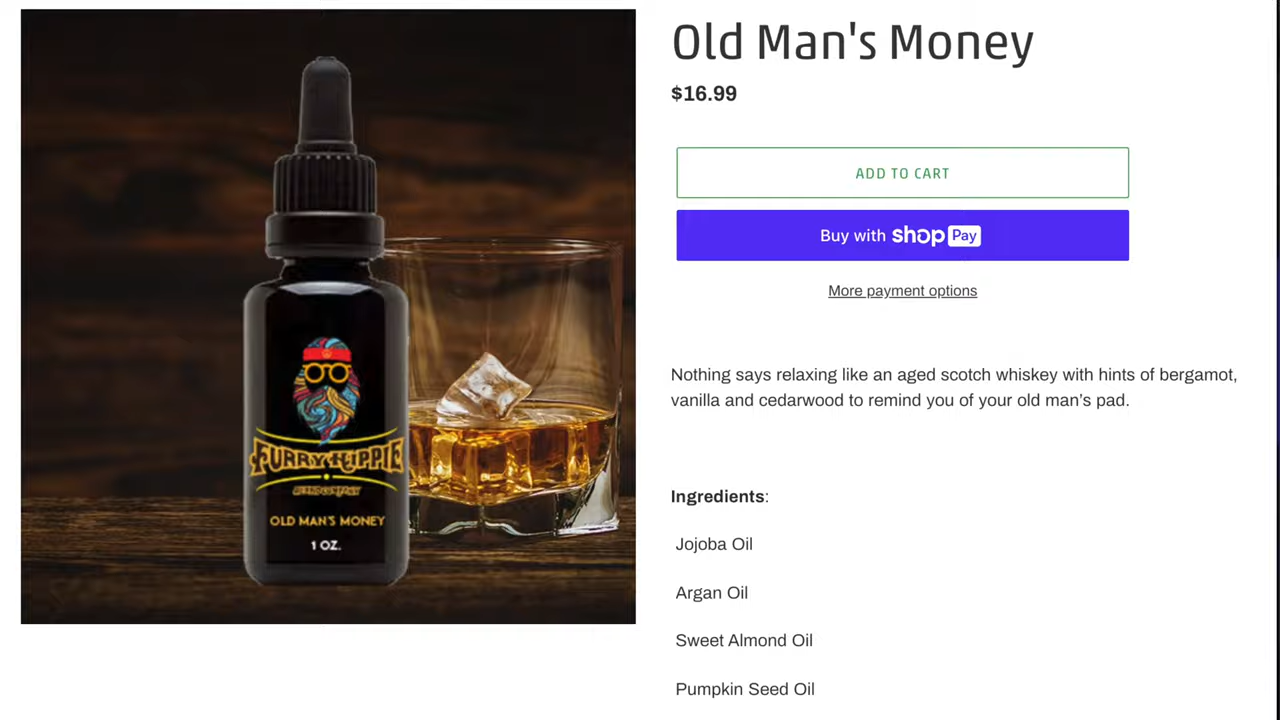 Old Man's Money
$16.99
ADD TO CART
Buy with shop Pay
More payment options
Nothing says relaxing like an aged scotch whiskey with hints of bergamot,
vanilla and cedarwood to remind you of your old man's pad.
Ingredients:
Jojoba Oil
Argan Oil
Sweet Almond Oil
Pumpkin Seed Oil
FURRY HIPPIE
BEARD COMPANY
OLD MAN'S MONEY
1 OZ.